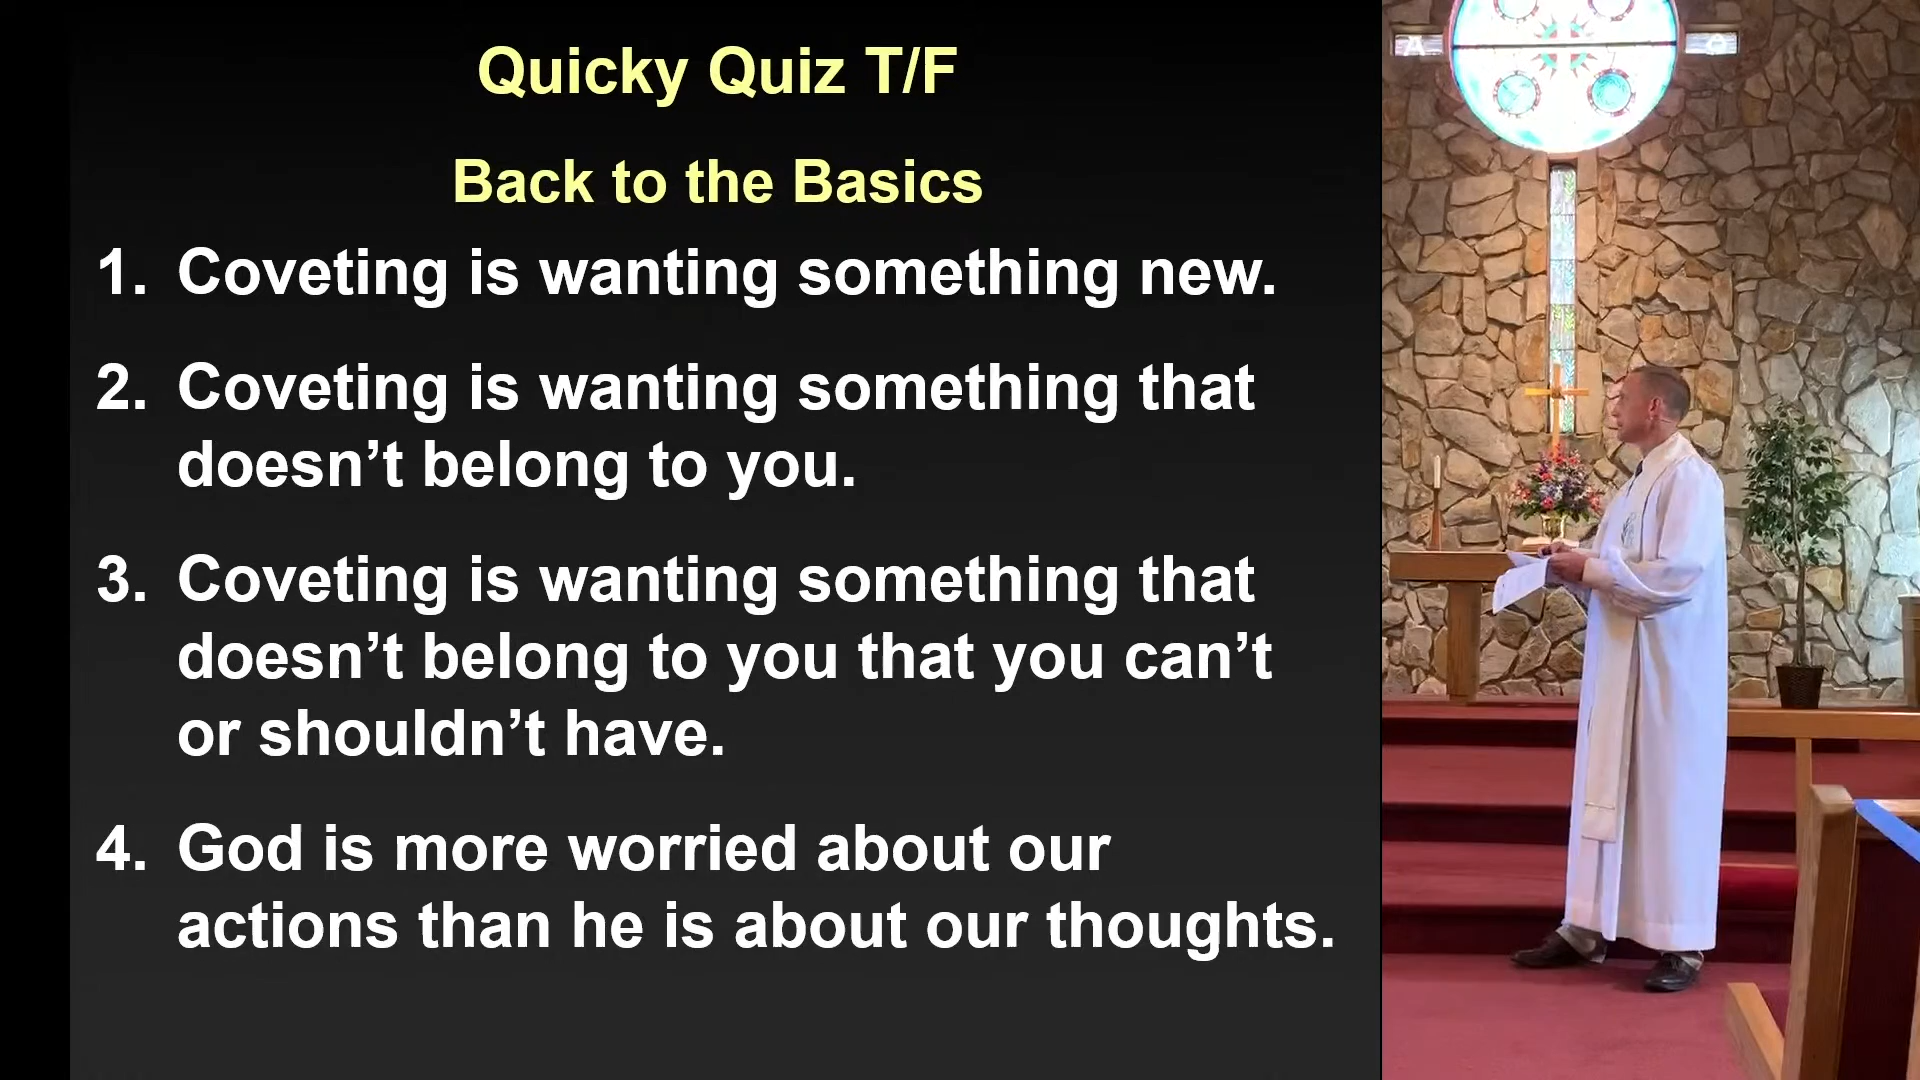 Quicky Quiz T/F
Back to the Basics
1. Coveting is wanting something new.
2. Coveting is wanting something that
doesn’t belong to you.
3. Coveting is wanting something that
doesn’t belong to you that you can’t
or shouldn’t have.
4. God is more worried about our
actions than he is about our thoughts.